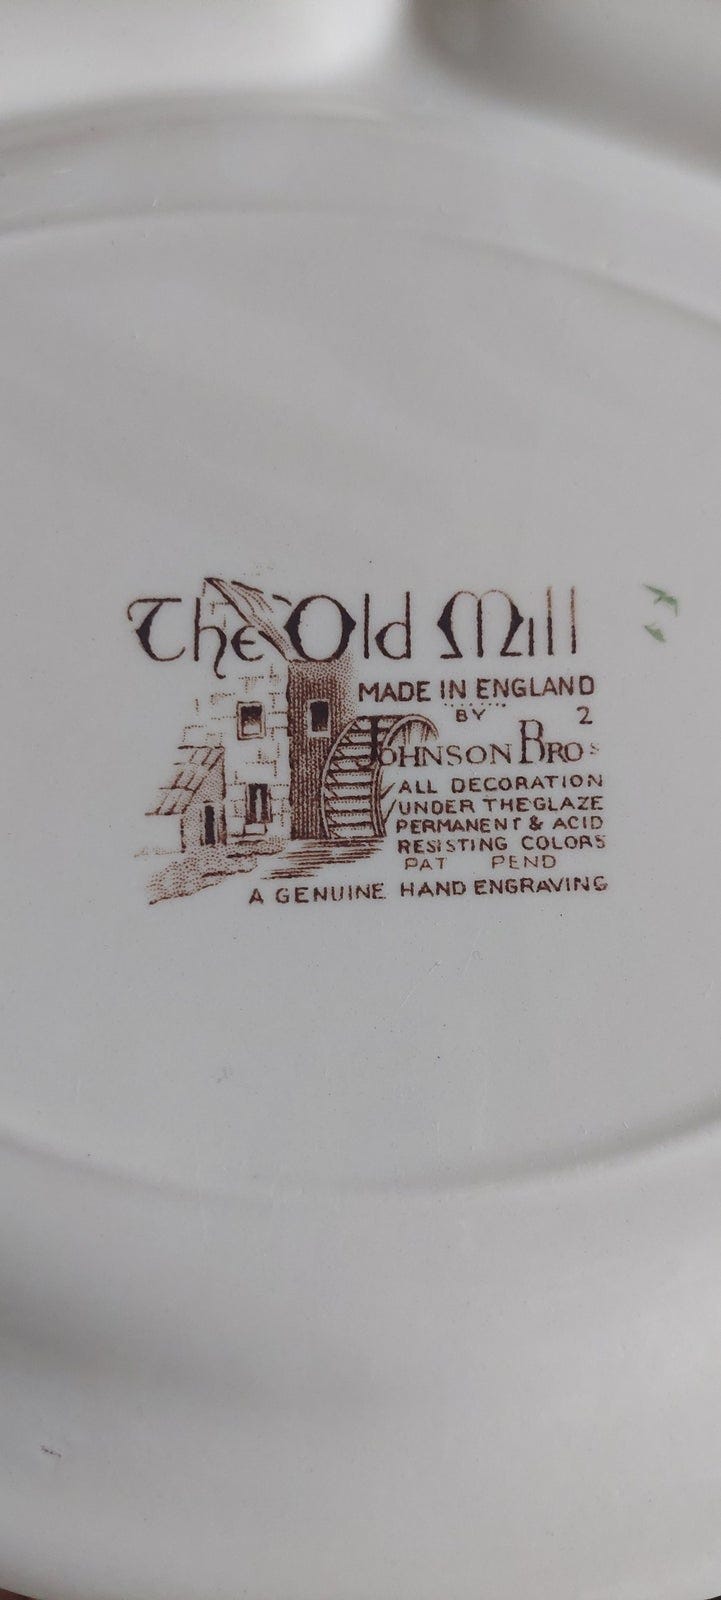 The Old Mill
MADE IN ENGLAND
BY 2
JOHNSON BROS
ALL DECORATION
UNDER THE GLAZE
PERMANENT & ACID
RESISTING COLORS
PAT PEND
A GENUINE HAND ENGRAVING